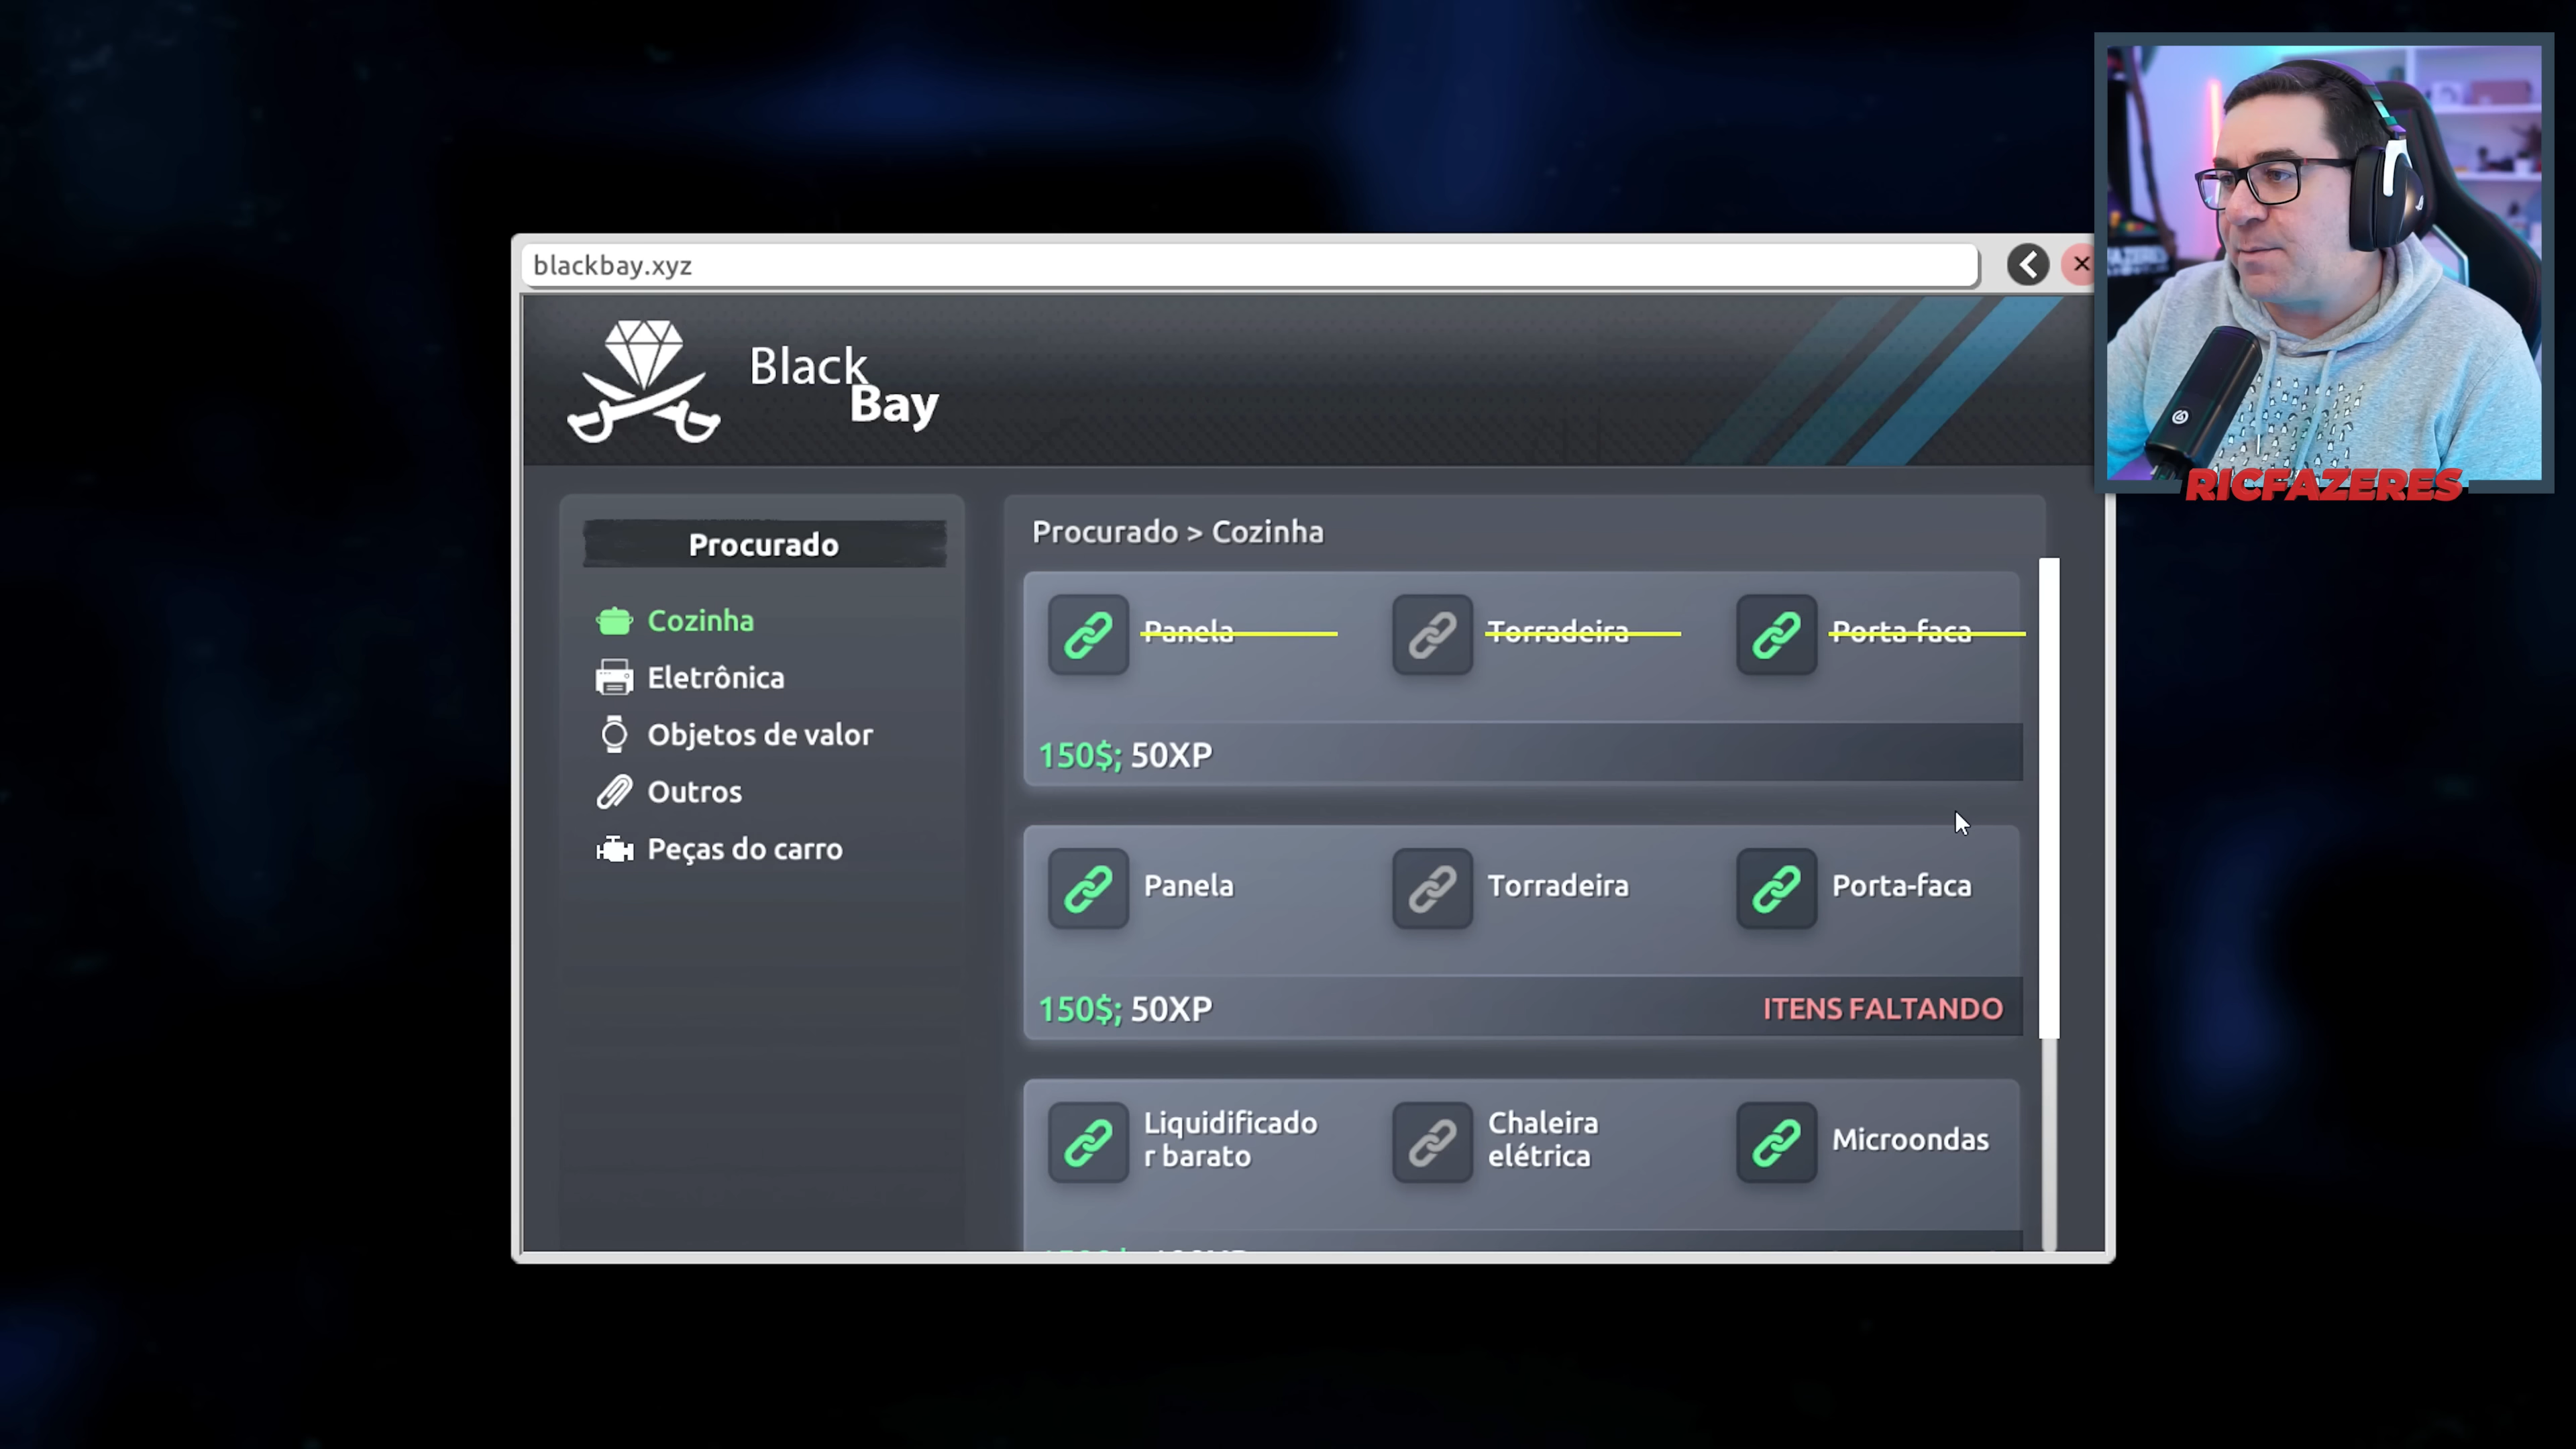 blackbay.xyz
Black
Bay
RICFAZERES
Procurado
Cozinha
Eletrônica
Objetos de valor
Outros
Peças do carro
Procurado > Cozinha
Panela
Torradeira
Porta-faca
150$; 50XP
Panela
Torradeira
Porta-faca
150$; 50XP
ITENS FALTANDO
Liquidificado
r barato
Chaleira
elétrica
Microondas